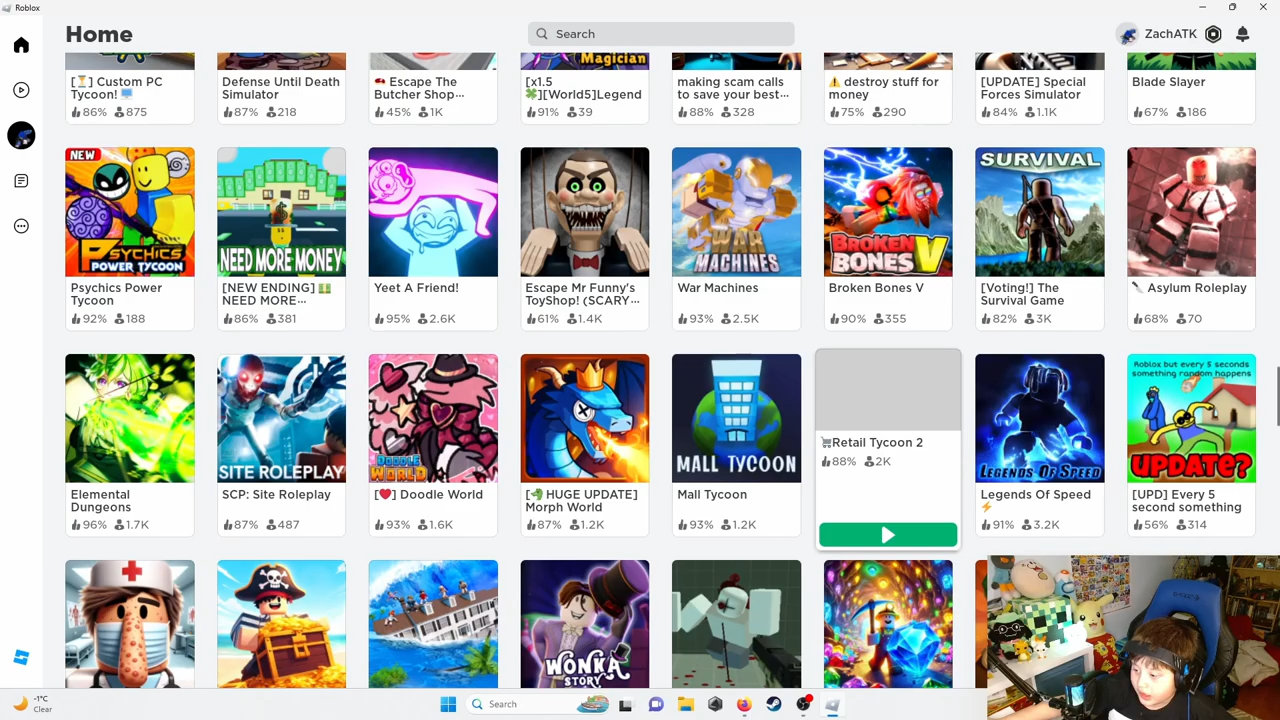 Roblox
Home
Search
ZachATK
[⏳] Custom PC
Tycoon! 🖥️
86% 875
Defense Until Death
Simulator
87% 218
🥩 Escape The
Butcher Shop...
45% 1K
Magician
[x1.5
🍀][World5]Legend
91% 39
making scam calls
to save your best...
88% 328
⚠️ destroy stuff for
money
75% 290
[UPDATE] Special
Forces Simulator
84% 1.1K
Blade Slayer
67% 186
NEW
PSYCHICS
POWER TYCOON
Psychics Power
Tycoon
92% 188
NEED MORE MONEY
[NEW ENDING] 💵
NEED MORE...
86% 381
Yeet A Friend!
95% 2.6K
Escape Mr Funny's
ToyShop! (SCARY...
61% 1.4K
WAR
MACHINES
War Machines
93% 2.5K
BROKEN
BONES V
Broken Bones V
90% 355
SURVIVAL
[Voting!] The
Survival Game
82% 3K
🔪 Asylum Roleplay
68% 70
Elemental
Dungeons
96% 1.7K
SITE ROLEPLAY
SCP: Site Roleplay
87% 487
DOODLE
WORLD
[❤️] Doodle World
93% 1.6K
[🐉 HUGE UPDATE]
Morph World
87% 1.2K
MALL TYCOON
Mall Tycoon
93% 1.2K
🛒Retail Tycoon 2
88% 2K
LEGENDS OF SPEED
Legends Of Speed
⚡
91% 3.2K
Roblox but every 5 seconds
something random happens
UPDATE?
[UPD] Every 5
second something
56% 314
WONKA
STORY
-1°C
Clear
Search